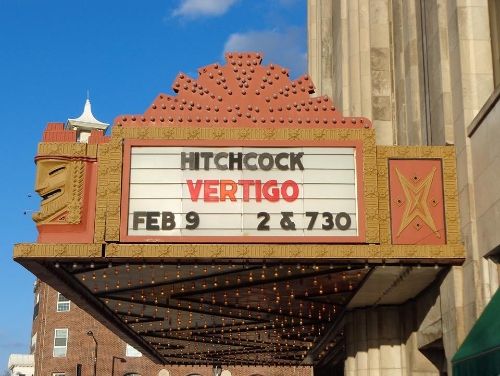 HITCHCOCK
VERTIGO
FEB 9 2 & 730